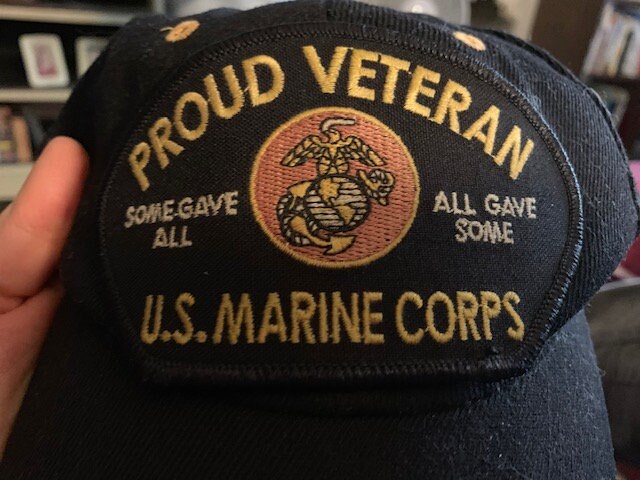 PROUD VETERAN
SOME GAVE
ALL
ALL GAVE
SOME
U.S. MARINE CORPS